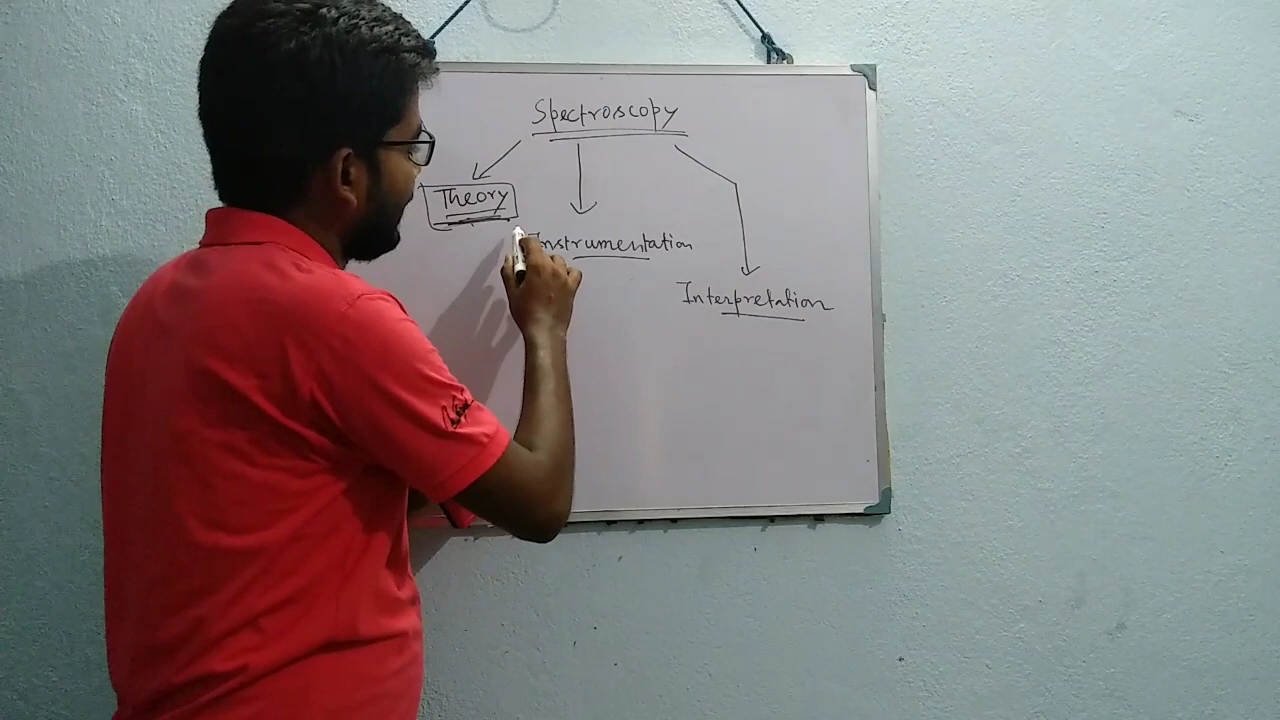 Spectroscopy
Theory
Instrumentation
Interpretation